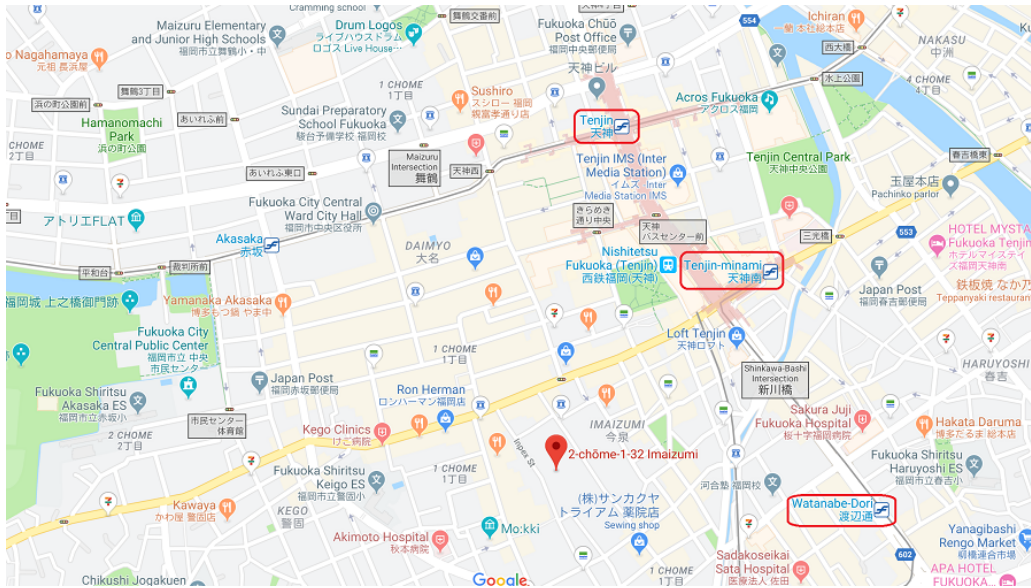 Cramming school
舞鶴交番前
天神4丁目
Maizuru Elementary
and Junior High Schools
福岡市立舞鶴小・中
Drum Logos
ライブハウスドラム
ロゴス Live House…
Fukuoka Chūō
Post Office
福岡中央郵便局
554
Ichiran
一蘭 本社総本店
西大橋
NAKASU
中洲
o Nagahamaya
元祖 長浜屋
天神ビル
水上公園
4 CHOME
4丁目
舞鶴3丁目
浜の町公園前
1 CHOME
1丁目
Sushiro
スシロー 福岡
親富孝通り店
Acros Fukuoka
アクロス福岡
Sundai Preparatory
School Fukuoka
駿台予備学校 福岡校
Hamanomachi
Park
浜の町公園
あいれふ前
Tenjin
天神
CHOME
2丁目
Maizuru
Intersection
舞鶴
天神西
あいれふ東口
Tenjin IMS (Inter
Media Station)
イムズ Inter
Media Station IMS
Tenjin Central Park
天神中央公園
春吉橋東
玉屋本店
Pachinko parlor
Fukuoka City Central
Ward City Hall
福岡市中央区役所
アトリエFLAT
きらめき
通り中央
天神
バスセンター前
三光橋
553
HOTEL MYSTA
Fukuoka Tenjin
ホテルマイステイ
ズ福岡天神南
Akasaka
赤坂
DAIMYO
大名
平和台
裁判所前
Nishitetsu
Fukuoka (Tenjin)
西鉄福岡(天神)
Tenjin-minami
天神南
Japan Post
福岡春吉郵便局
鉄板焼 なか乃
Teppanyaki restaurant
福岡城 上之橋御門跡
Yamanaka Akasaka
博多もつ鍋 やま中
Fukuoka City
Central Public Center
福岡市立 中央
市民センター
Loft Tenjin
天神ロフト
1 CHOME
1丁目
HARUYOSHI
春吉
Shinkawa-Bashi
Intersection
新川橋
Fukuoka Shiritsu
Akasaka ES
福岡市立赤坂小
Japan Post
福岡赤坂郵便局
Ron Herman
ロンハーマン福岡店
市民センター
体育館
Kego Clinics
けご病院
IMAIZUMI
今泉
Sakura Juji
Fukuoka Hospital
桜十字福岡病院
Hakata Daruma
博多だるま 総本店
2 CHOME
2丁目
Inpex St
2-chōme-1-32 Imaizumi
Fukuoka Shiritsu
Haruyoshi ES
福岡市立春吉小
Fukuoka Shiritsu
Keigo ES
福岡市立警固小
1 CHOME
1丁目
河合塾 福岡校
Kawaya
かわ屋 警固店
KEGO
警固
(株)サンカクヤ
トライアム 薬院店
Sewing shop
Watanabe-Dori
渡辺通
Mo:kki
Akimoto Hospital
秋本病院
Yanagibashi
Rengo Market
柳橋連合市場
602
Sadakoseikai
Sata Hospital
医療法人 佐田
APA HOTEL
FUKUOKA…
Chikushi Jogakuen
Google